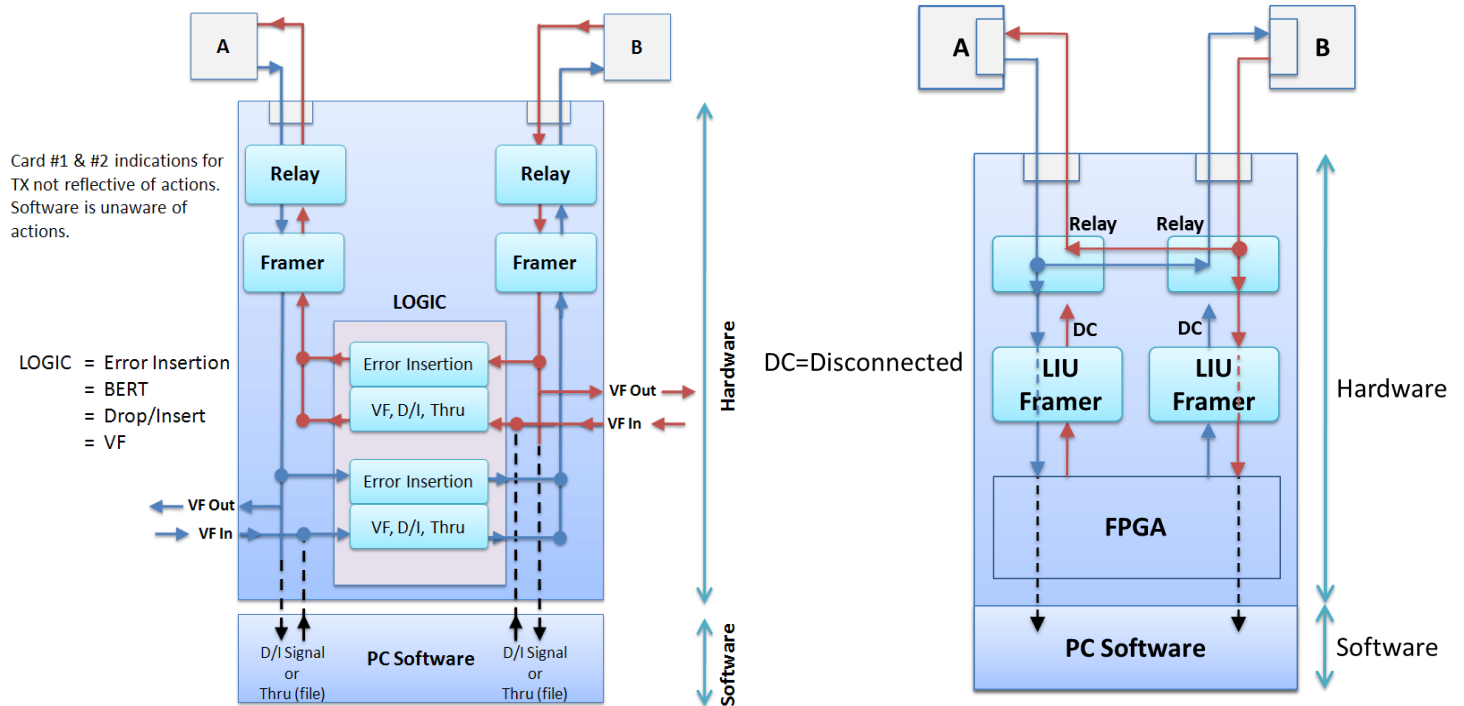 A
B
Card #1 & #2 indications for
TX not reflective of actions.
Software is unaware of
actions.
Relay
Relay
Framer
Framer
LOGIC
LOGIC = Error Insertion
= BERT
= Drop/Insert
= VF
Error Insertion
VF, D/I, Thru
VF Out
VF In
Error Insertion
VF, D/I, Thru
VF Out
VF In
Hardware
D/I Signal
or
Thru (file)
PC Software
D/I Signal
or
Thru (file)
Software
A
B
Relay
Relay
DC
DC
DC=Disconnected
LIU
Framer
LIU
Framer
Hardware
FPGA
PC Software
Software